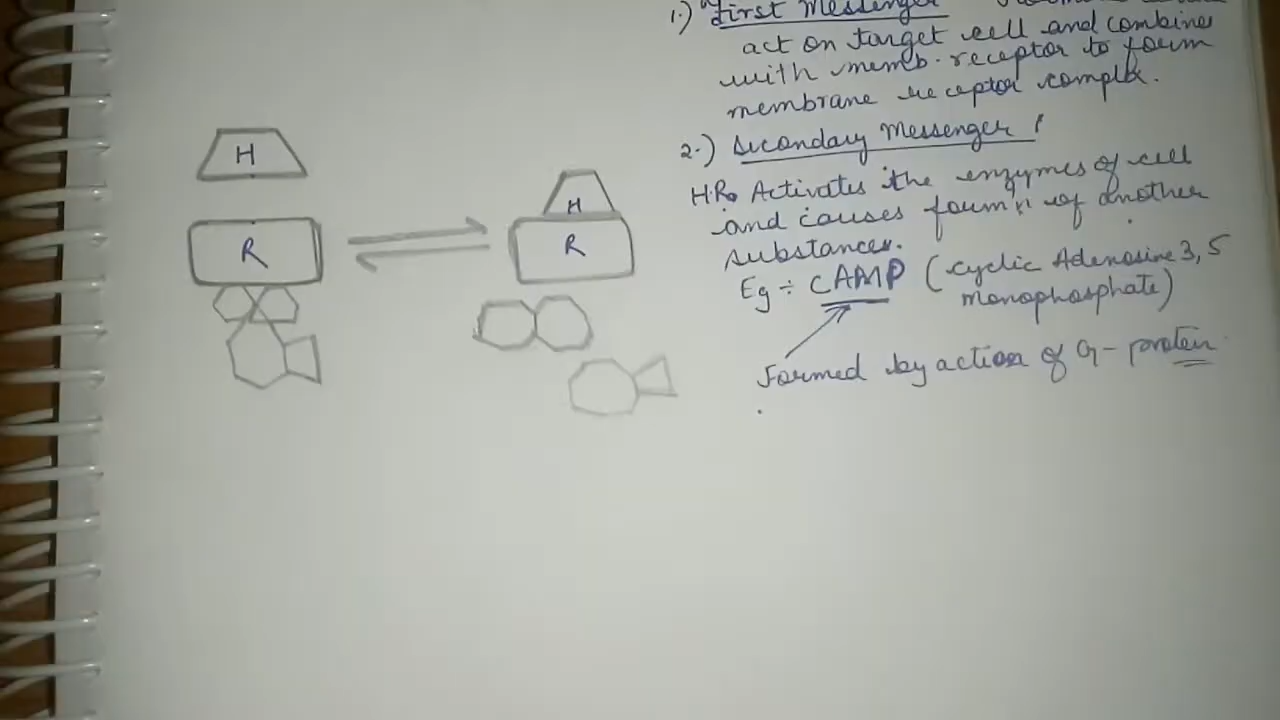 1.) First Messenger
act on target cell and combines
with memb. receptor to form
membrane receptor complex.
2.) Secondary Messenger
HR Activates the enzymes of cell
and causes form'n of another
substances.
Eg ÷ CAMP (cyclic Adenosine 3,5
monophosphate)
Formed by action of G-protein
H
R
H
R